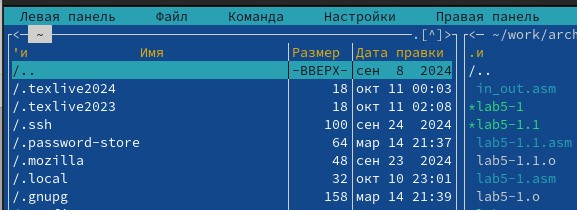 Левая панель Файл Команда Настройки Правая панель
<─ ~ .[^]> <─ ~/work/arch
'и Имя Размер Дата правки .и
/.. -ВВЕРХ- сен 8 2024 /..
/.texlive2024 18 окт 11 00:03 in_out.asm
/.texlive2023 18 окт 11 02:08 *lab5-1
/.ssh 100 сен 24 2024 *lab5-1.1
/.password-store 64 мар 14 21:37 lab5-1.1.asm
/.mozilla 48 сен 23 2024 lab5-1.1.o
/.local 32 окт 10 23:01 lab5-1.asm
/.gnupg 158 мар 14 21:39 lab5-1.o